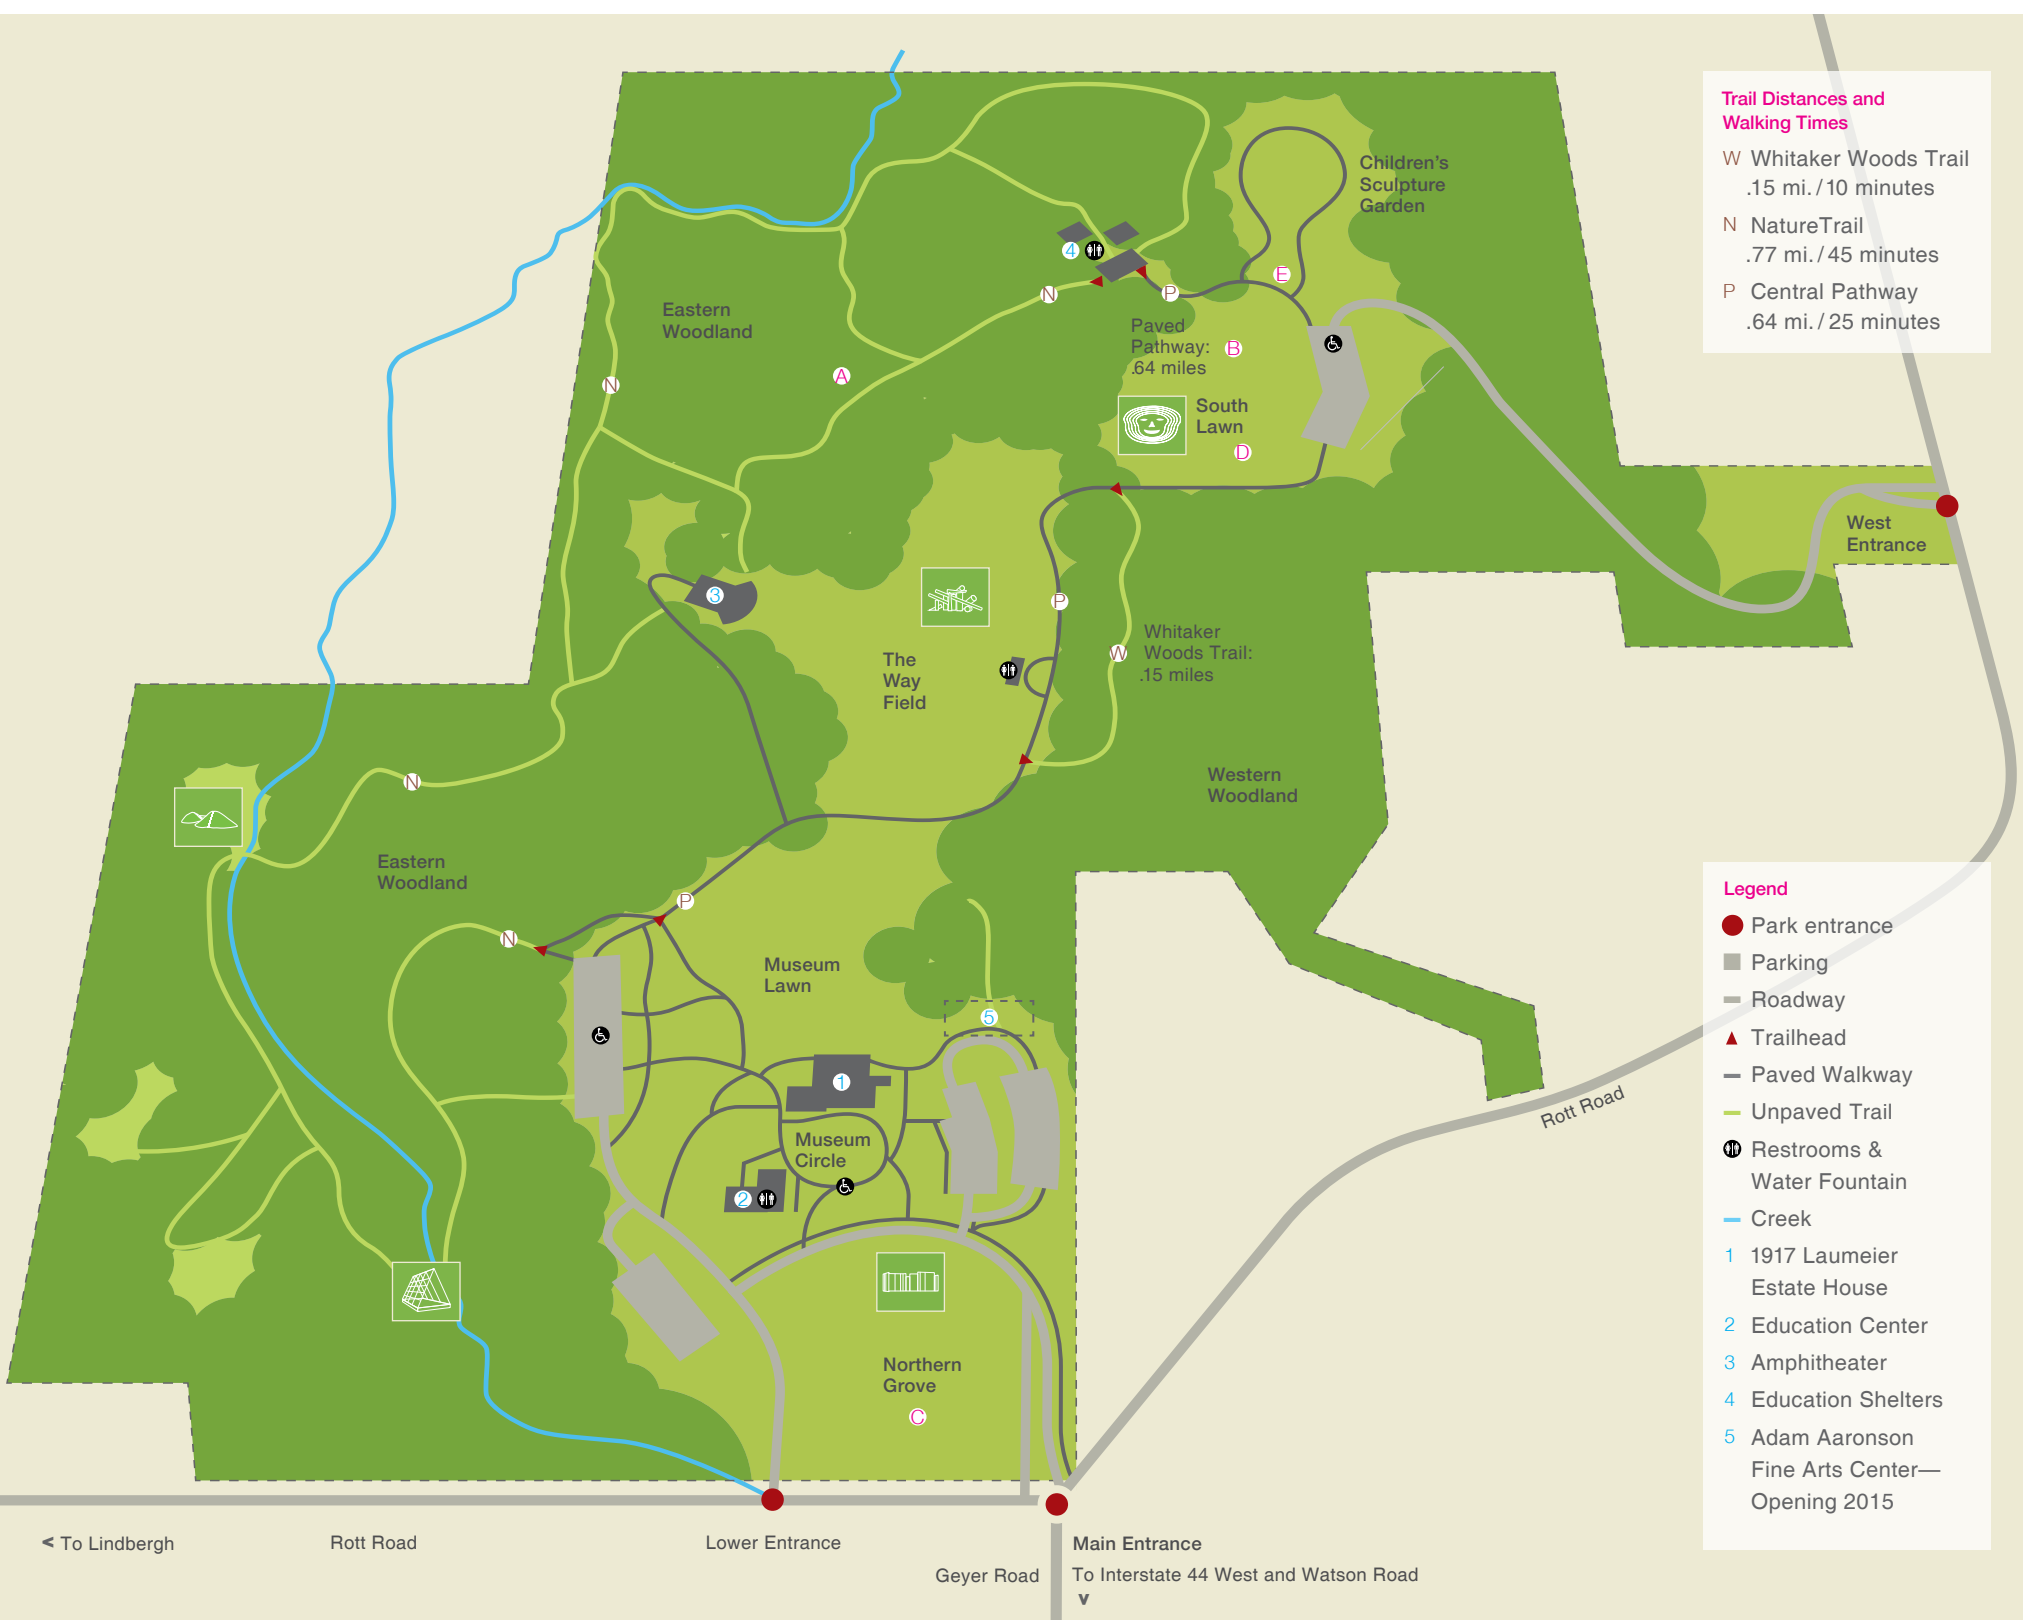 Trail Distances and
Walking Times
W Whitaker Woods Trail
.15 mi. / 10 minutes
N NatureTrail
.77 mi. / 45 minutes
P Central Pathway
.64 mi. / 25 minutes
Children's
Sculpture
Garden
4
E
N
P
Eastern
Woodland
Paved
Pathway:
.64 miles
B
A
N
South
Lawn
D
West
Entrance
3
P
Whitaker
Woods Trail:
.15 miles
W
The
Way
Field
N
Western
Woodland
Eastern
Woodland
P
N
Museum
Lawn
5
1
Museum
Circle
2
Northern
Grove
C
Rott Road
Legend
Park entrance
Parking
Roadway
Trailhead
Paved Walkway
Unpaved Trail
Restrooms &
Water Fountain
Creek
1 1917 Laumeier
Estate House
2 Education Center
3 Amphitheater
4 Education Shelters
5 Adam Aaronson
Fine Arts Center—
Opening 2015
< To Lindbergh
Rott Road
Lower Entrance
Main Entrance
Geyer Road
To Interstate 44 West and Watson Road
v